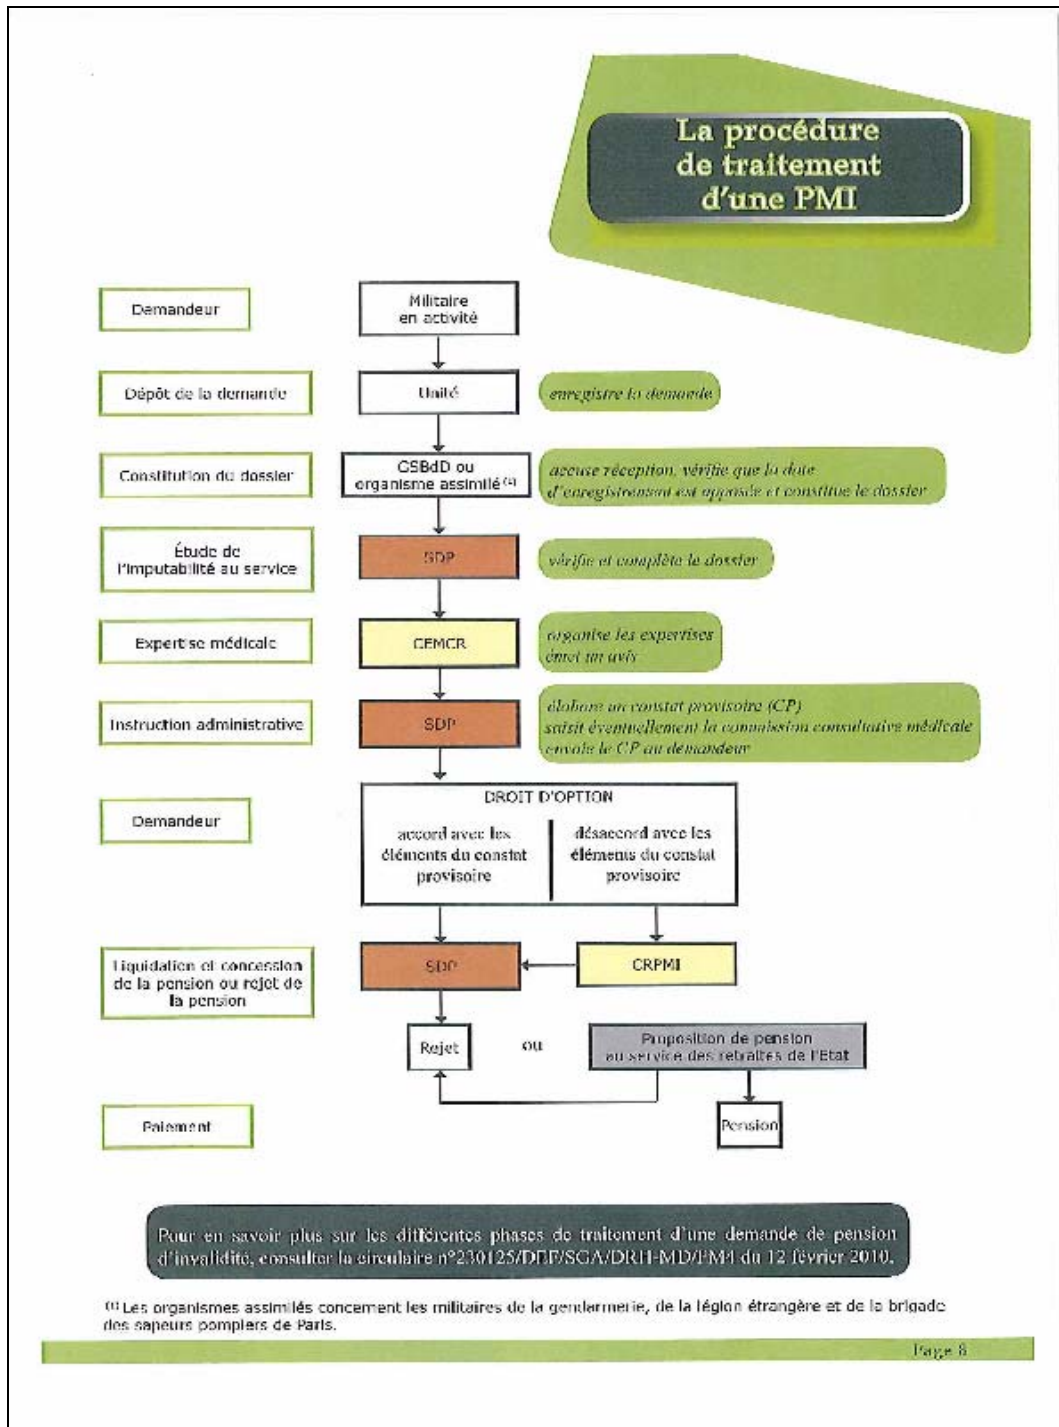 La procédure
de traitement
d'une PMI
Demandeur
Militaire
en activité
Dépôt de la demande
Unité
enregistre la demande
Constitution du dossier
GSBdD ou
organisme assimilé (1)
accuse réception, vérifie que la date
d'enregistrement est apposée et constitue le dossier
Étude de
l'imputabilité au service
SDP
vérifie et complète le dossier
Expertise médicale
CEMCR
organise les expertises
émet un avis
Instruction administrative
SDP
élabore un constat provisoire (CP)
saisit éventuellement la commission consultative médicale
envoie le CP au demandeur
Demandeur
DROIT D'OPTION
accord avec les
éléments du constat
provisoire
désaccord avec les
éléments du constat
provisoire
Liquidation et concession
de la pension ou rejet de
la pension
SDP
CRPMI
Rejet
ou
Proposition de pension
au service des retraites de l'Etat
Paiement
Pension
Pour en savoir plus sur les différentes phases de traitement d'une demande de pension
d'invalidité, consulter la circulaire n°230125/DEF/SGA/DRH-MD/FM4 du 12 février 2010.
(1) Les organismes assimilés concernent les militaires de la gendarmerie, de la légion étrangère et de la brigade
des sapeurs pompiers de Paris.
Page 8